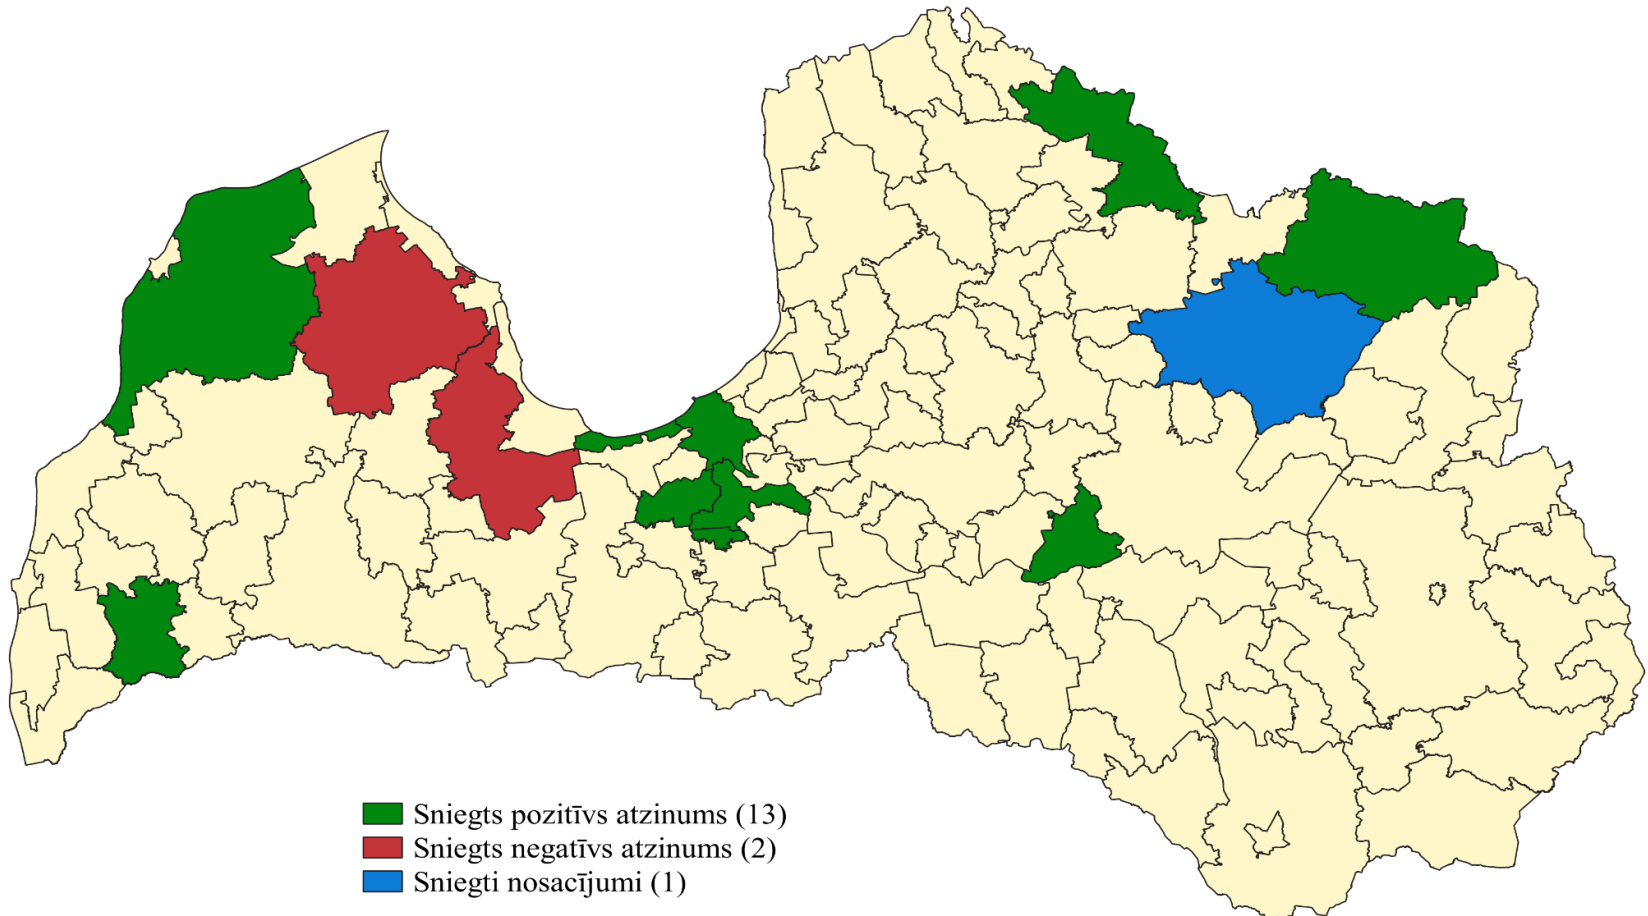 Sniegts pozitīvs atzinums (13)
Sniegts negatīvs atzinums (2)
Sniegti nosacījumi (1)